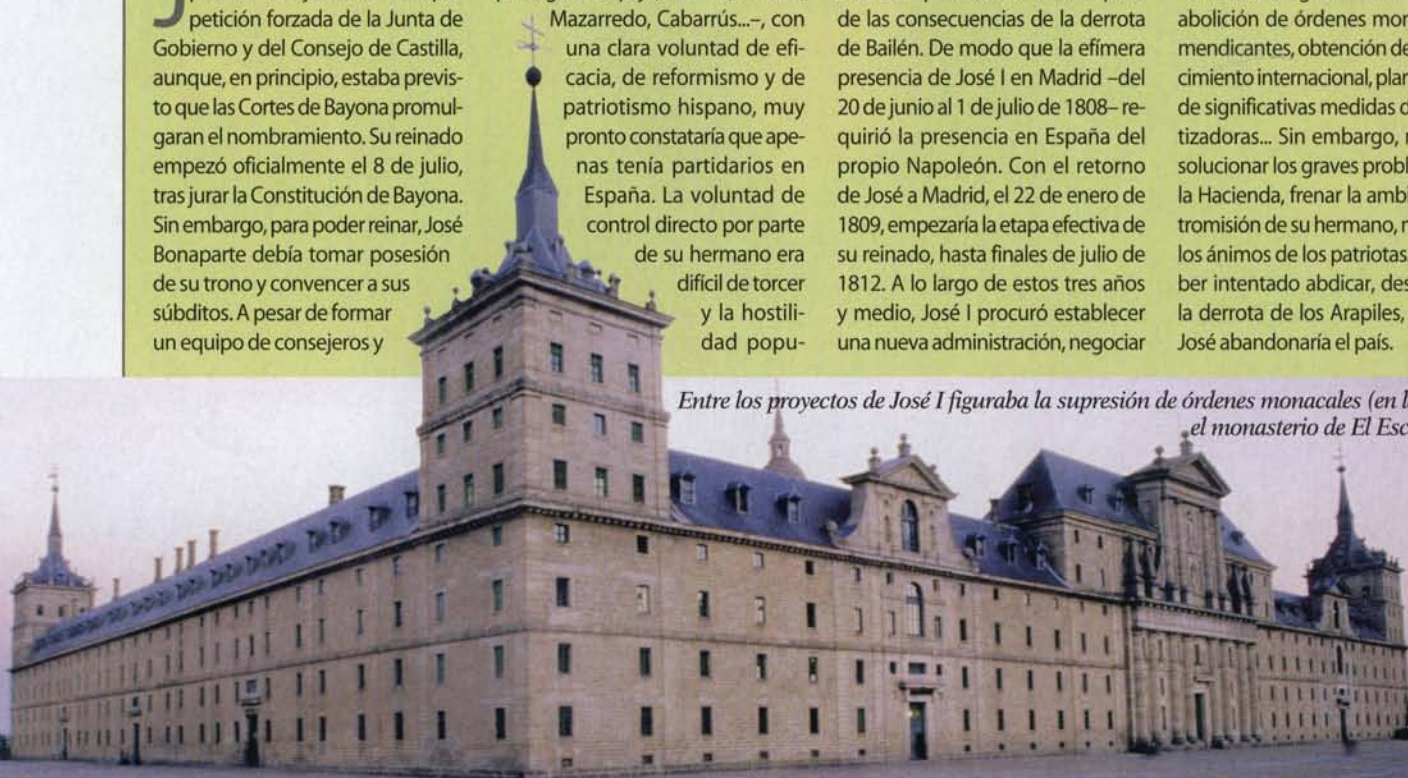 petición forzada de la Junta de
Gobierno y del Consejo de Castilla,
aunque, en principio, estaba previs-
to que las Cortes de Bayona promul-
garan el nombramiento. Su reinado
empezó oficialmente el 8 de julio,
tras jurar la Constitución de Bayona.
Sin embargo, para poder reinar, José
Bonaparte debía tomar posesión
de su trono y convencer a sus
súbditos. A pesar de formar
un equipo de consejeros y
Mazarredo, Cabarrús...–, con
una clara voluntad de efi-
cacia, de reformismo y de
patriotismo hispano, muy
pronto constataría que ape-
nas tenía partidarios en
España. La voluntad de
control directo por parte
de su hermano era
difícil de torcer
y la hostili-
dad popu-
de las consecuencias de la derrota
de Bailén. De modo que la efímera
presencia de José I en Madrid –del
20 de junio al 1 de julio de 1808– re-
quirió la presencia en España del
propio Napoleón. Con el retorno
de José a Madrid, el 22 de enero de
1809, empezaría la etapa efectiva de
su reinado, hasta finales de julio de
1812. A lo largo de estos tres años
y medio, José I procuró establecer
una nueva administración, negociar
abolición de órdenes mon
mendicantes, obtención de
cimiento internacional, plan
de significativas medidas d
tizadoras... Sin embargo,
solucionar los graves probl
la Hacienda, frenar la ambi
tromisión de su hermano,
los ánimos de los patriotas
ber intentado abdicar, des
la derrota de los Arapiles,
José abandonaría el país.
Entre los proyectos de José I figuraba la supresión de órdenes monacales (en l
el monasterio de El Esc